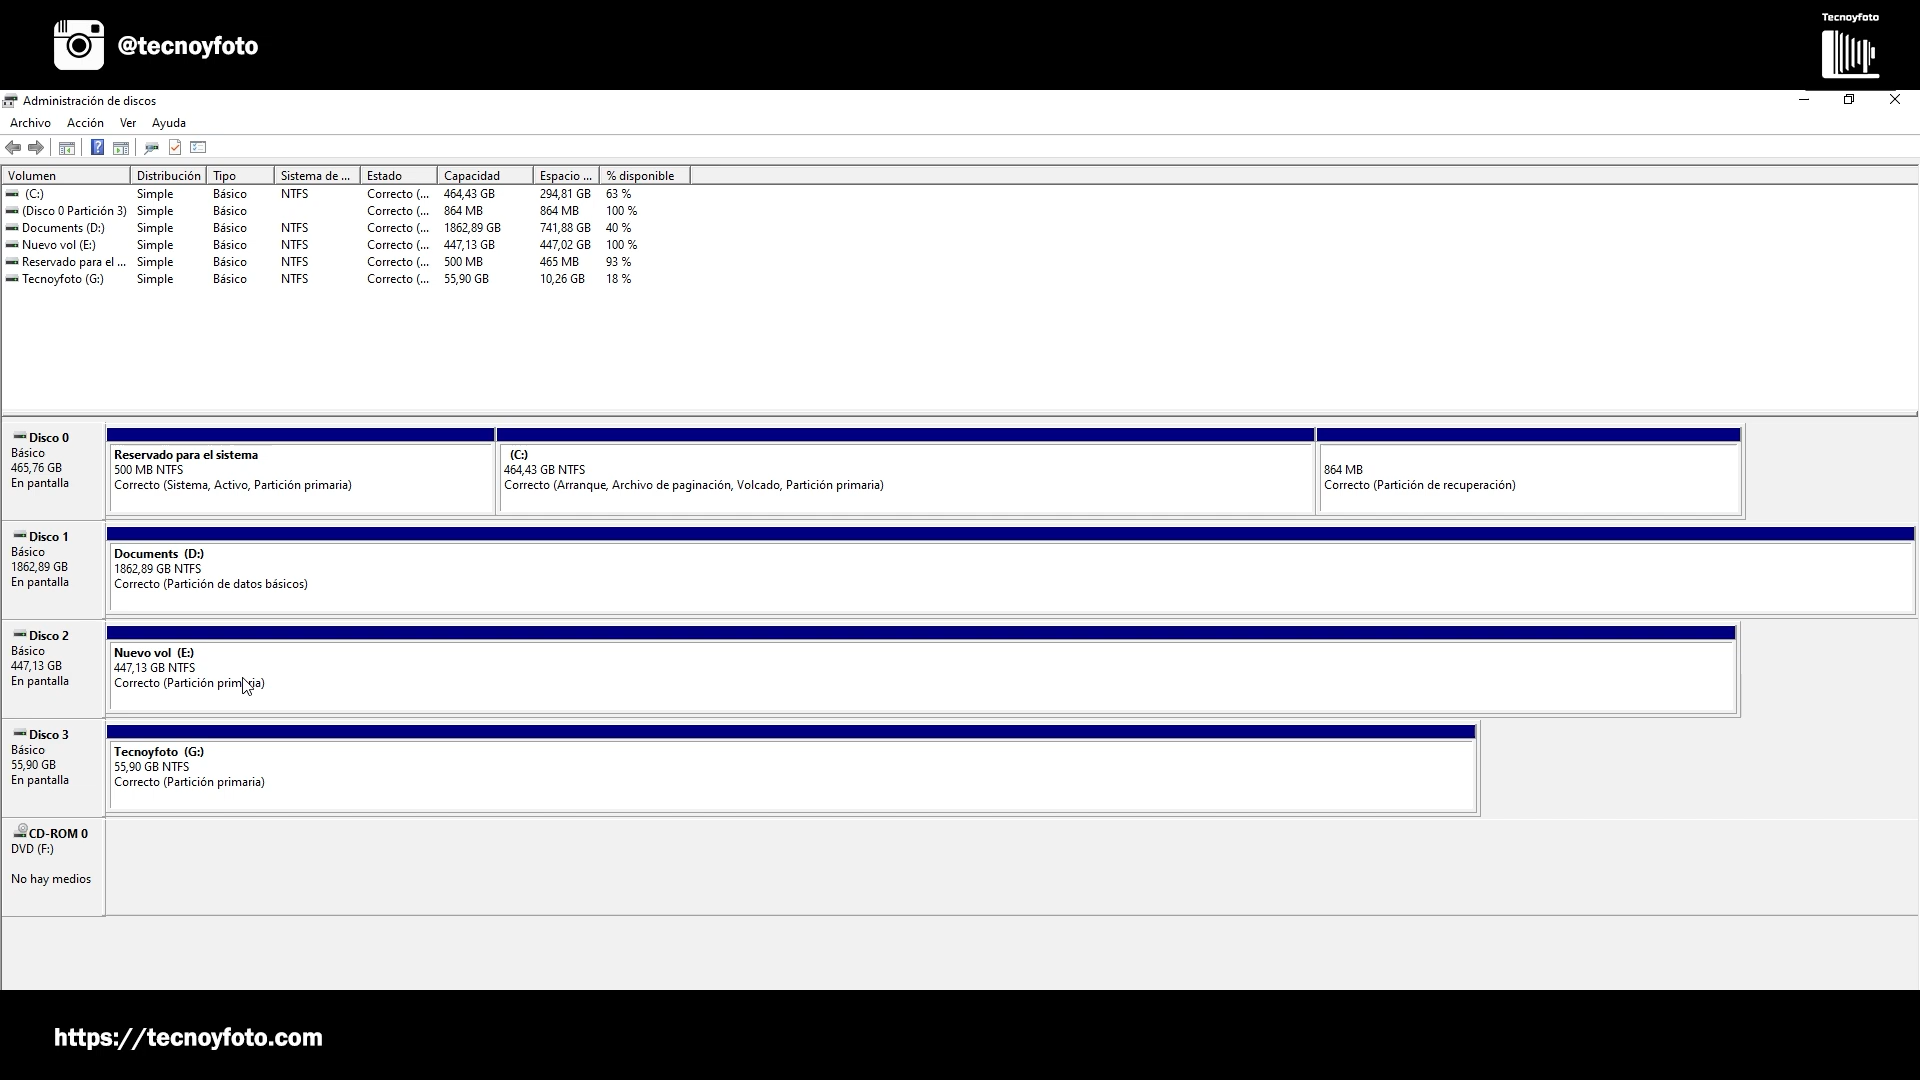 @tecnoyfoto
Tecnoyfoto
Administración de discos
Archivo Acción Ver Ayuda
Volumen Distribución Tipo Sistema de ... Estado Capacidad Espacio ... % disponible
(C:) Simple Básico NTFS Correcto (... 464,43 GB 294,81 GB 63 %
(Disco 0 Partición 3) Simple Básico Correcto (... 864 MB 864 MB 100 %
Documents (D:) Simple Básico NTFS Correcto (... 1862,89 GB 741,88 GB 40 %
Nuevo vol (E:) Simple Básico NTFS Correcto (... 447,13 GB 447,02 GB 100 %
Reservado para el ... Simple Básico NTFS Correcto (... 500 MB 465 MB 93 %
Tecnoyfoto (G:) Simple Básico NTFS Correcto (... 55,90 GB 10,26 GB 18 %
Disco 0
Básico
465,76 GB
En pantalla
Reservado para el sistema
500 MB NTFS
Correcto (Sistema, Activo, Partición primaria)
(C:)
464,43 GB NTFS
Correcto (Arranque, Archivo de paginación, Volcado, Partición primaria)
864 MB
Correcto (Partición de recuperación)
Disco 1
Básico
1862,89 GB
En pantalla
Documents (D:)
1862,89 GB NTFS
Correcto (Partición de datos básicos)
Disco 2
Básico
447,13 GB
En pantalla
Nuevo vol (E:)
447,13 GB NTFS
Correcto (Partición primaria)
Disco 3
Básico
55,90 GB
En pantalla
Tecnoyfoto (G:)
55,90 GB NTFS
Correcto (Partición primaria)
CD-ROM 0
DVD (F:)
No hay medios
https://tecnoyfoto.com